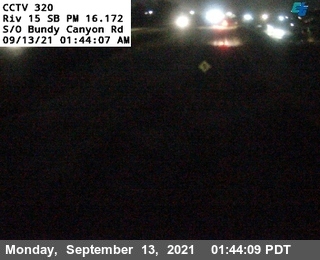 CCTV 320
Riv 15 SB PM 16.172
S/O Bundy Canyon Rd
09/13/21 01:44:07 AM
Monday, September 13, 2021 01:44:09 PDT